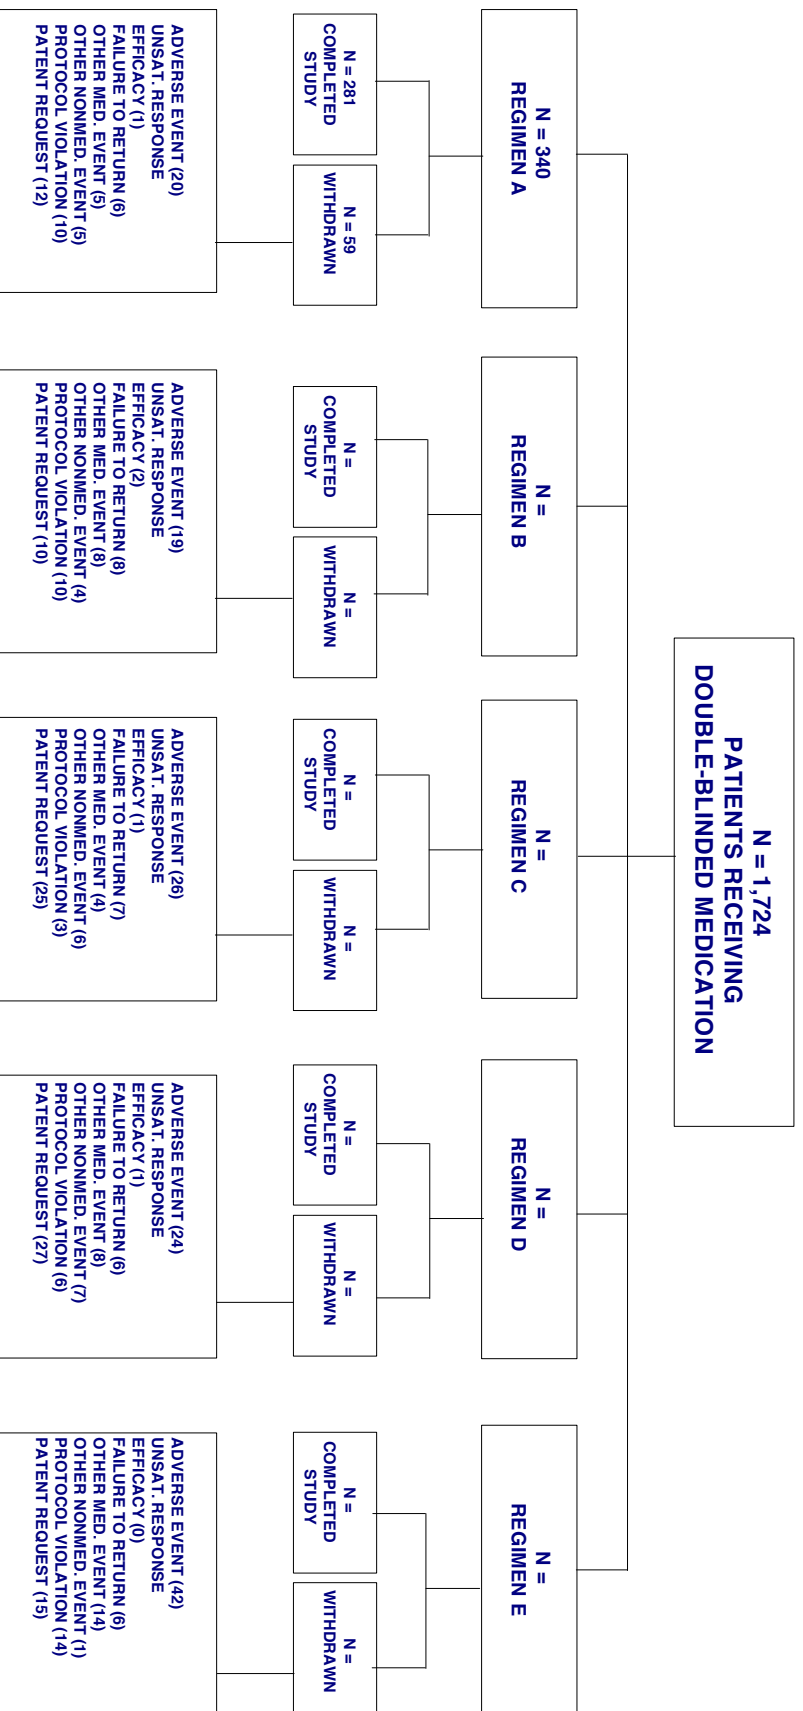 N = 1,724
PATIENTS RECEIVING
DOUBLE-BLINDED MEDICATION
N = 340
REGIMEN A
N =
REGIMEN B
N =
REGIMEN C
N =
REGIMEN D
N =
REGIMEN E
N = 281
COMPLETED
STUDY
N = 59
WITHDRAWN
N =
COMPLETED
STUDY
N =
WITHDRAWN
N =
COMPLETED
STUDY
N =
WITHDRAWN
N =
COMPLETED
STUDY
N =
WITHDRAWN
N =
COMPLETED
STUDY
N =
WITHDRAWN
ADVERSE EVENT (20)
UNSAT. RESPONSE
EFFICACY (1)
FAILURE TO RETURN (6)
OTHER MED. EVENT (5)
OTHER NONMED. EVENT (5)
PROTOCOL VIOLATION (10)
PATENT REQUEST (12)
ADVERSE EVENT (19)
UNSAT. RESPONSE
EFFICACY (2)
FAILURE TO RETURN (8)
OTHER MED. EVENT (8)
OTHER NONMED. EVENT (4)
PROTOCOL VIOLATION (10)
PATENT REQUEST (10)
ADVERSE EVENT (26)
UNSAT. RESPONSE
EFFICACY (1)
FAILURE TO RETURN (7)
OTHER MED. EVENT (4)
OTHER NONMED. EVENT (6)
PROTOCOL VIOLATION (3)
PATENT REQUEST (25)
ADVERSE EVENT (24)
UNSAT. RESPONSE
EFFICACY (1)
FAILURE TO RETURN (6)
OTHER MED. EVENT (8)
OTHER NONMED. EVENT (7)
PROTOCOL VIOLATION (6)
PATENT REQUEST (27)
ADVERSE EVENT (42)
UNSAT. RESPONSE
EFFICACY (0)
FAILURE TO RETURN (6)
OTHER MED. EVENT (14)
OTHER NONMED. EVENT (1)
PROTOCOL VIOLATION (14)
PATENT REQUEST (15)